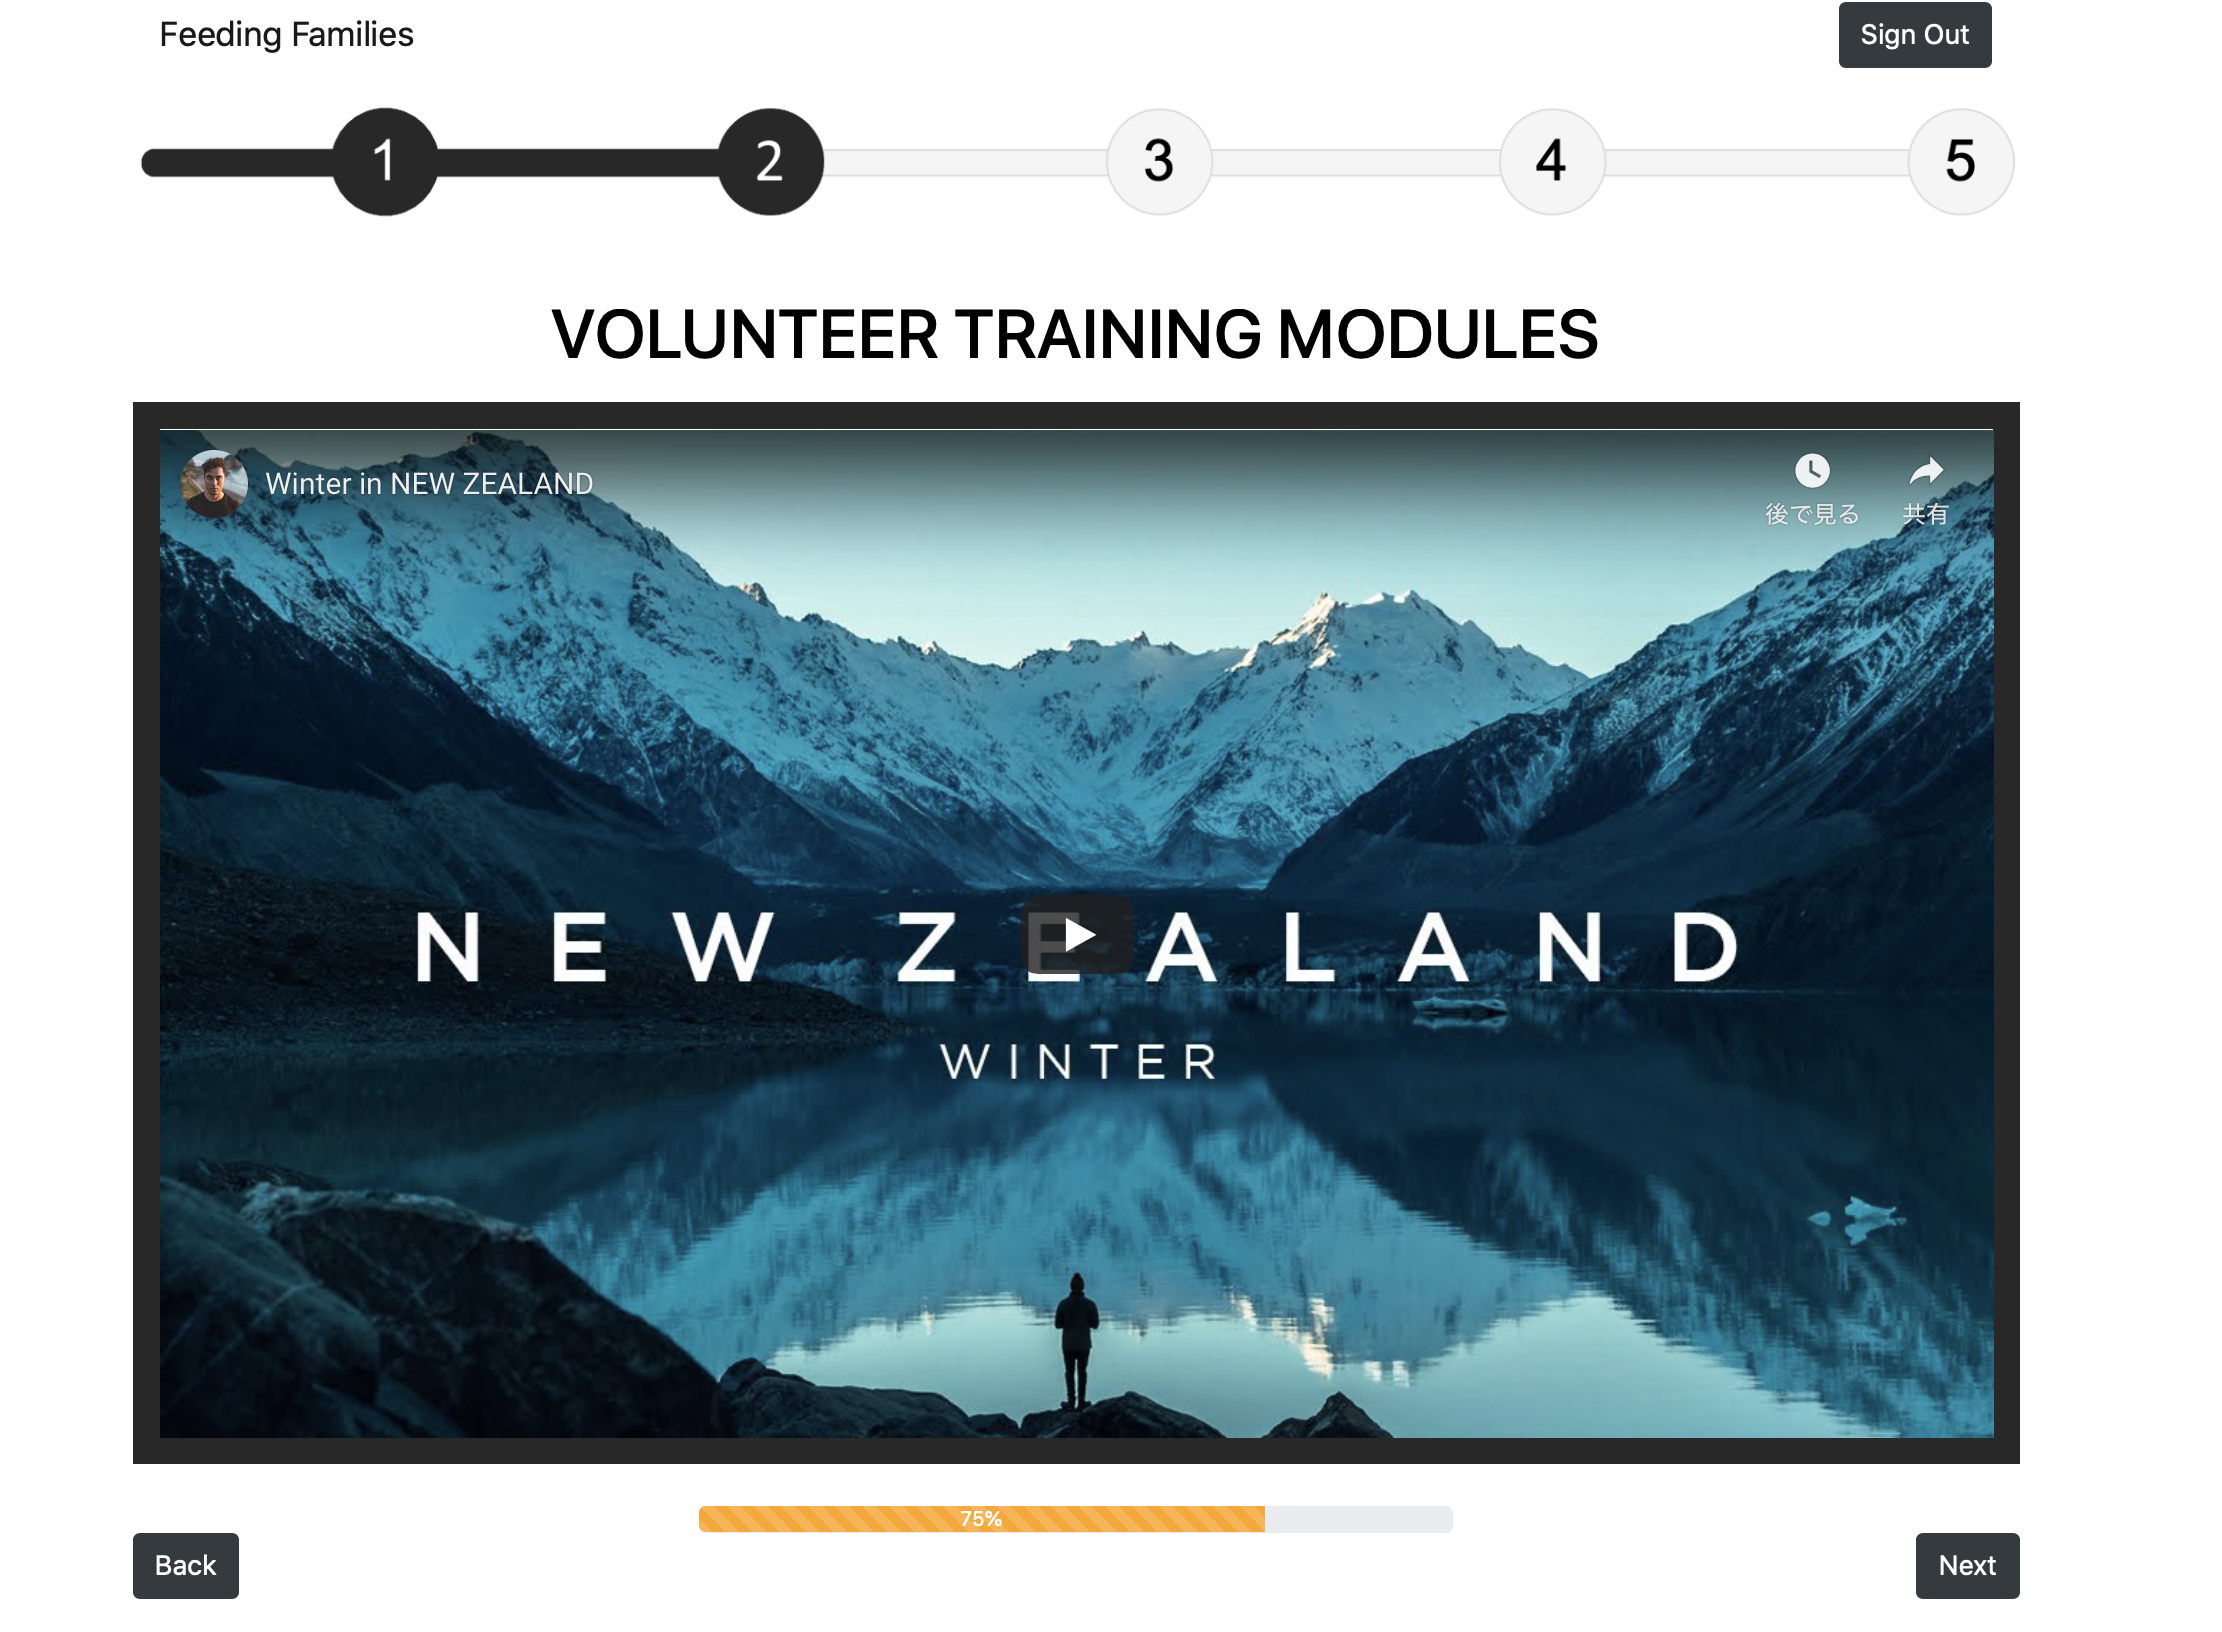 Feeding Families
Sign Out
1
2
3
4
5
VOLUNTEER TRAINING MODULES
Winter in NEW ZEALAND
後で見る
共有
NEW ZEALAND
WINTER
75%
Back
Next